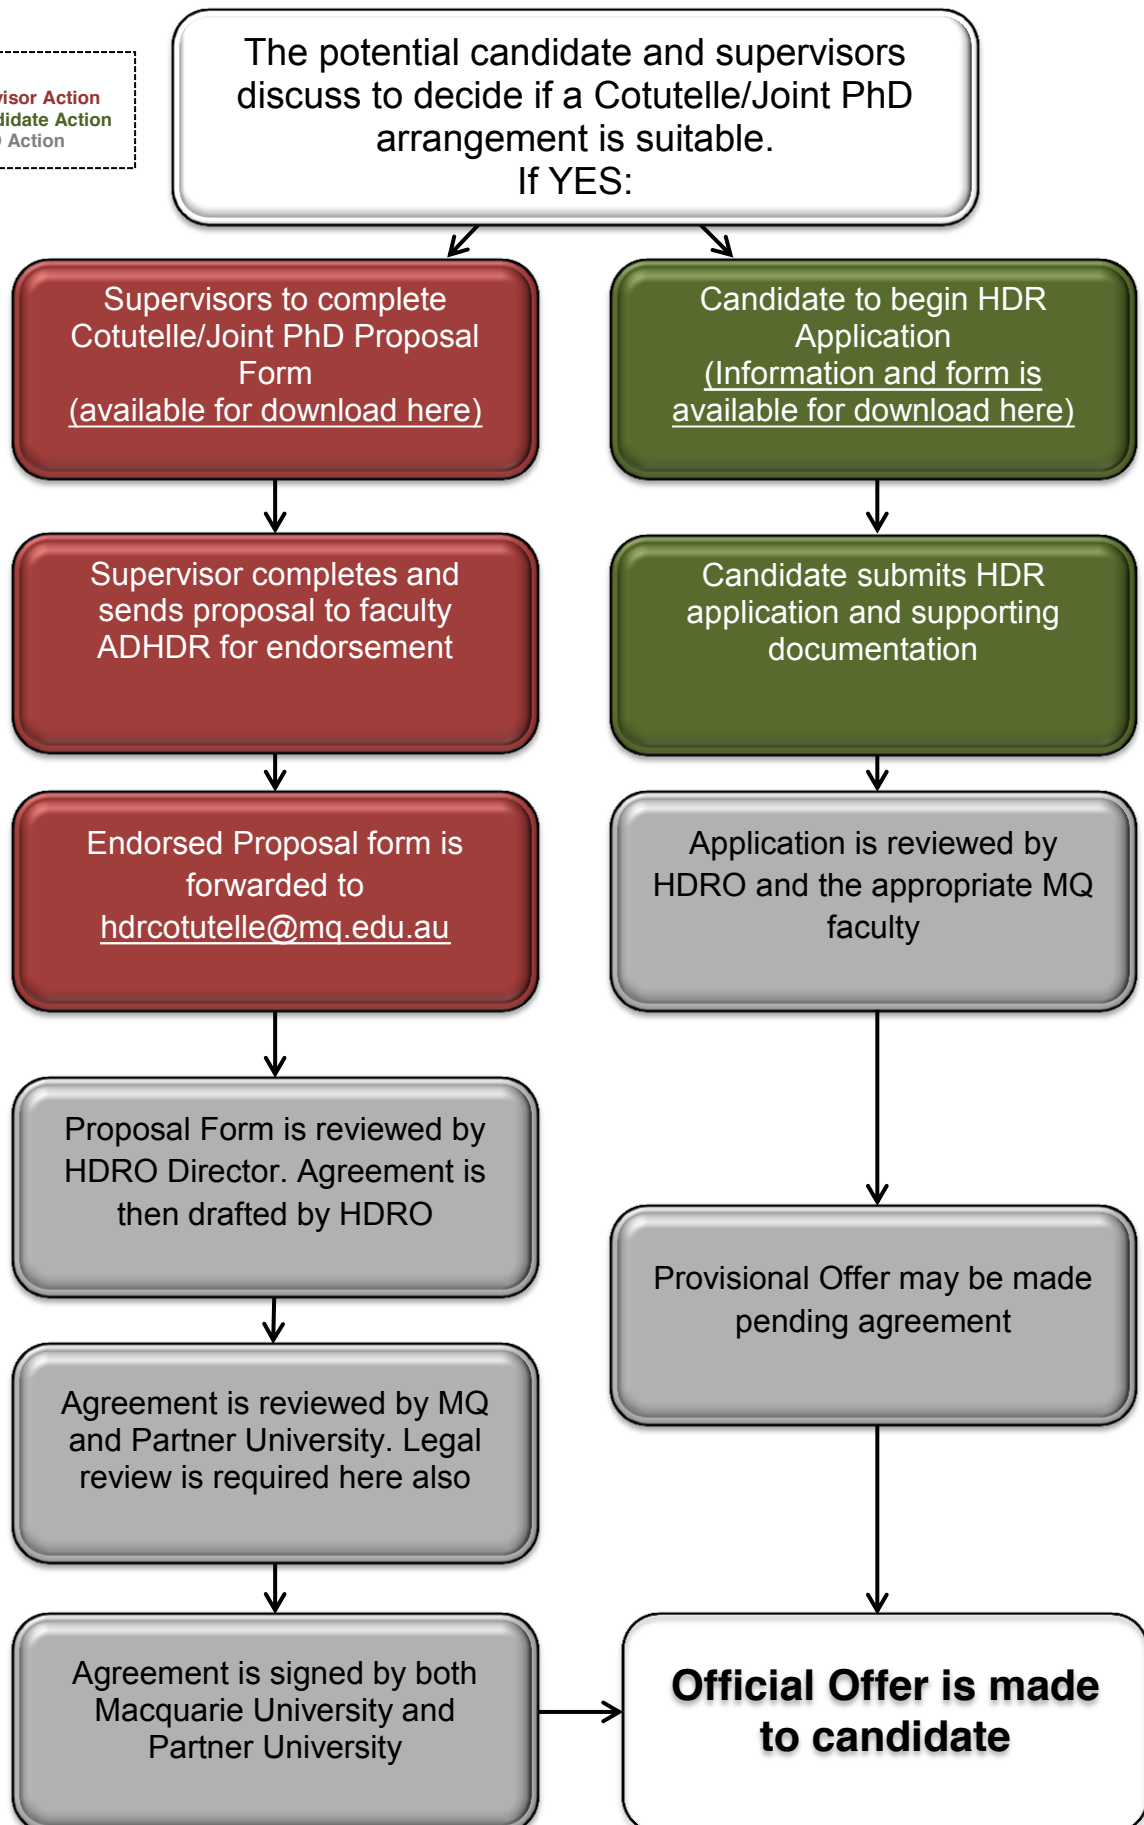 The potential candidate and supervisors
discuss to decide if a Cotutelle/Joint PhD
arrangement is suitable.
If YES:
Action
Action
Action
Supervisors to complete
Cotutelle/Joint PhD Proposal
Form
(available for download here)
Candidate to begin HDR
Application
(Information and form is
available for download here)
Supervisor completes and
sends proposal to faculty
ADHDR for endorsement
Candidate submits HDR
application and supporting
documentation
Endorsed Proposal form is
forwarded to
hdrcotutelle@mq.edu.au
Application is reviewed by
HDRO and the appropriate MQ
faculty
Proposal Form is reviewed by
HDRO Director. Agreement is
then drafted by HDRO
Provisional Offer may be made
pending agreement
Agreement is reviewed by MQ
and Partner University. Legal
review is required here also
Agreement is signed by both
Macquarie University and
Partner University
Official Offer is made
to candidate